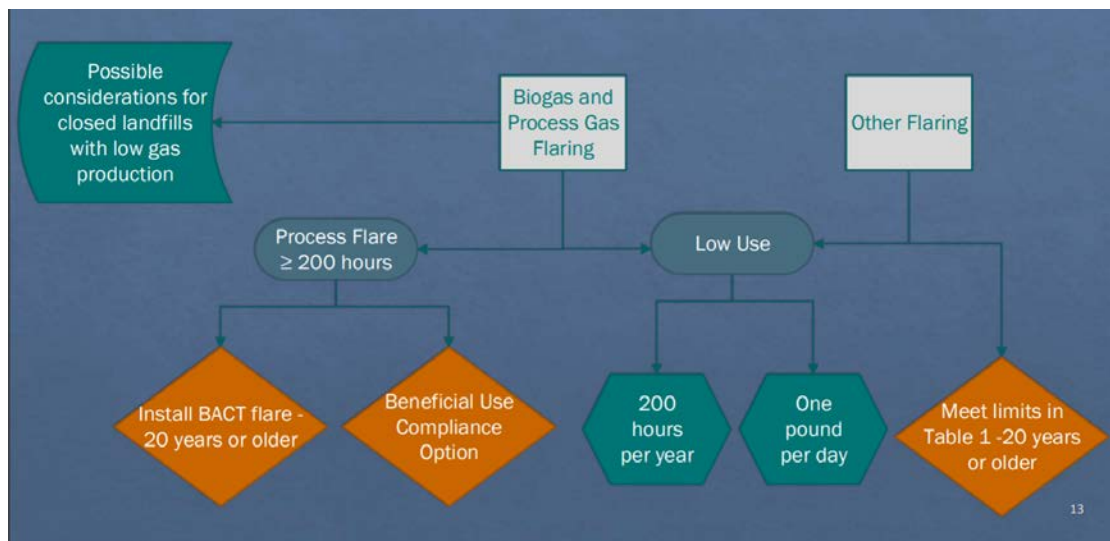 Possible
considerations for
closed landfills
with low gas
production
Biogas and
Process Gas
Flaring
Other Flaring
Process Flare
≥ 200 hours
Low Use
Install BACT flare -
20 years or older
Beneficial Use
Compliance
Option
200
hours
per year
One
pound
per day
Meet limits in
Table 1 -20 years
or older
13